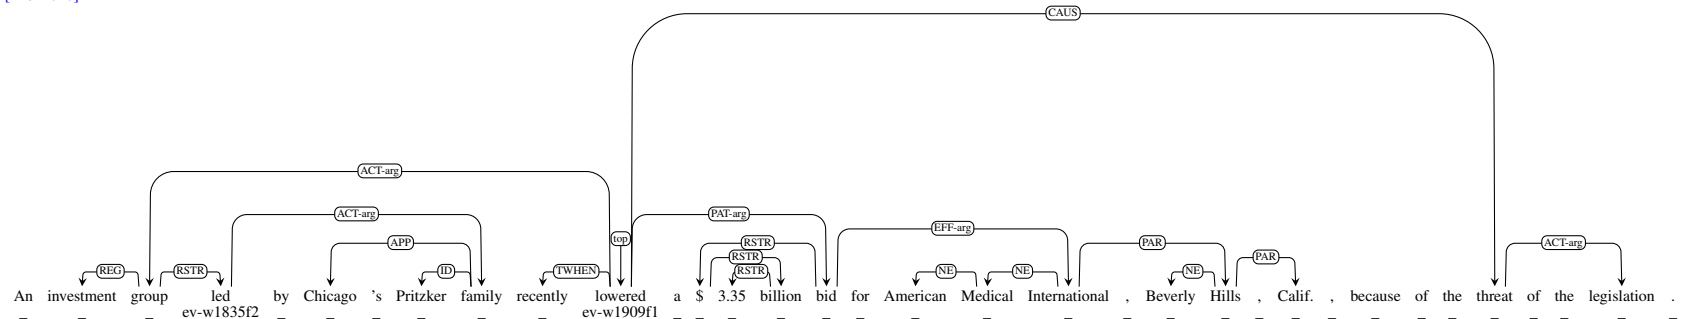 CAUS
ACT-arg
ACT-arg PAT-arg
EFF-arg
top
APP RSTR PAR ACT-arg
RSTR PAR
REG RSTR ID TWHEN RSTR NE NE NE
An investment group led by Chicago 's Pritzker family recently lowered a $ 3.35 billion bid for American Medical International , Beverly Hills , Calif. , because of the threat of the legislation .
ev-w1835f2 ev-w1909f1
_ _ _ _ _ _ _ _ _ _ _ _ _ _ _ _ _ _ _ _ _ _ _ _ _ _ _ _ _ _ _